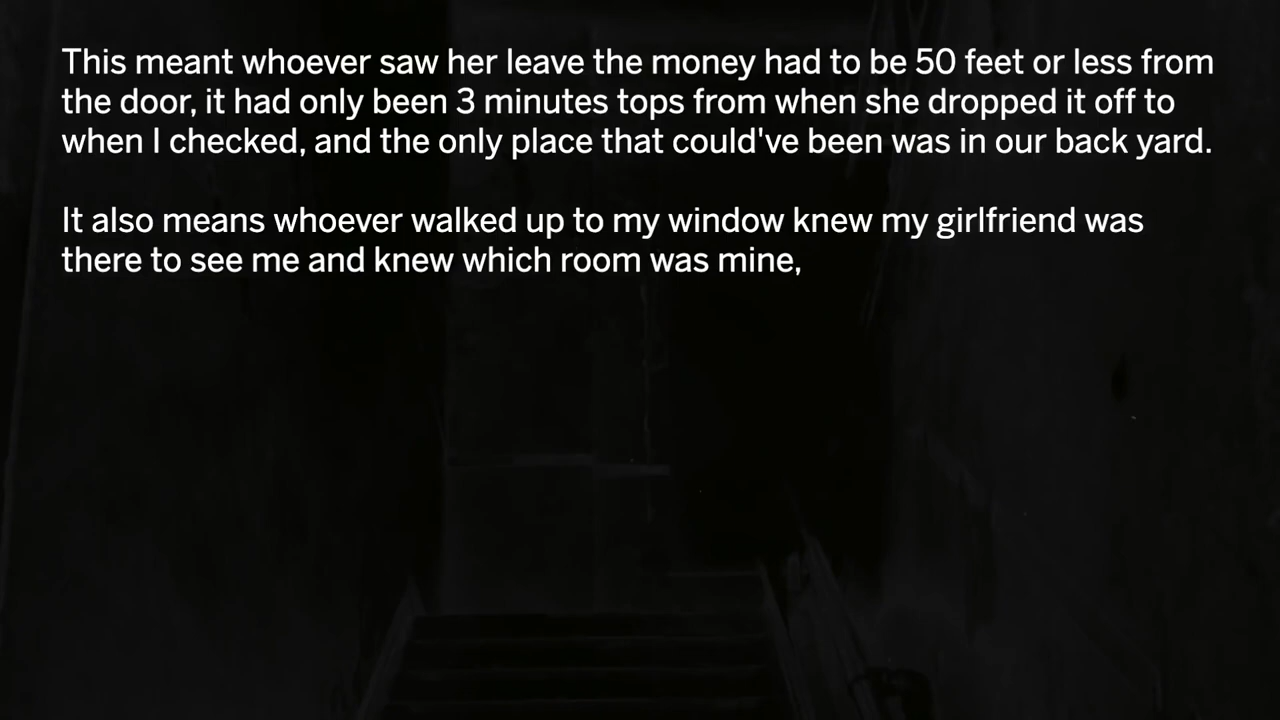 This meant whoever saw her leave the money had to be 50 feet or less from
the door, it had only been 3 minutes tops from when she dropped it off to
when I checked, and the only place that could've been was in our back yard.
It also means whoever walked up to my window knew my girlfriend was
there to see me and knew which room was mine,